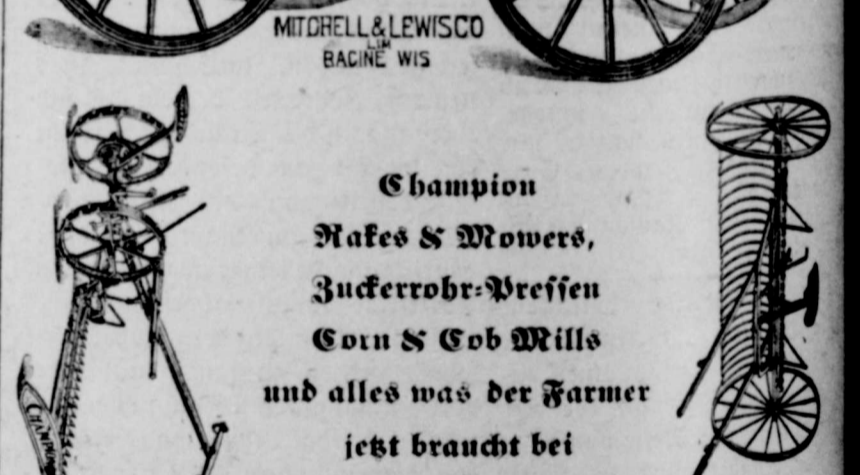 MITCHELL & LEWIS CO
LIM
RACINE WIS
Champion
Rakes & Mowers,
Zuckerrohr-Pressen
Corn & Cob Mills
und alles was der Farmer
jetzt braucht bei
CHAMPION